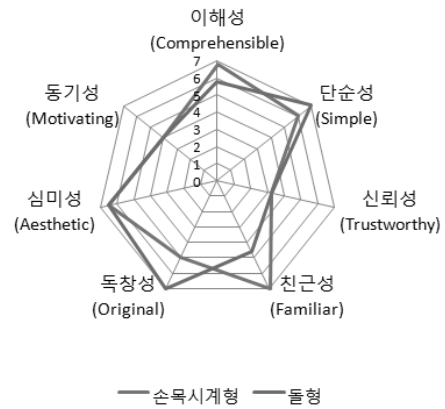 이해성
(Comprehensible)
단순성
(Simple)
신뢰성
(Trustworthy)
친근성
(Familiar)
독창성
(Original)
심미성
(Aesthetic)
동기성
(Motivating)
7
6
5
4
3
2
1
0
손목시계형 돌형